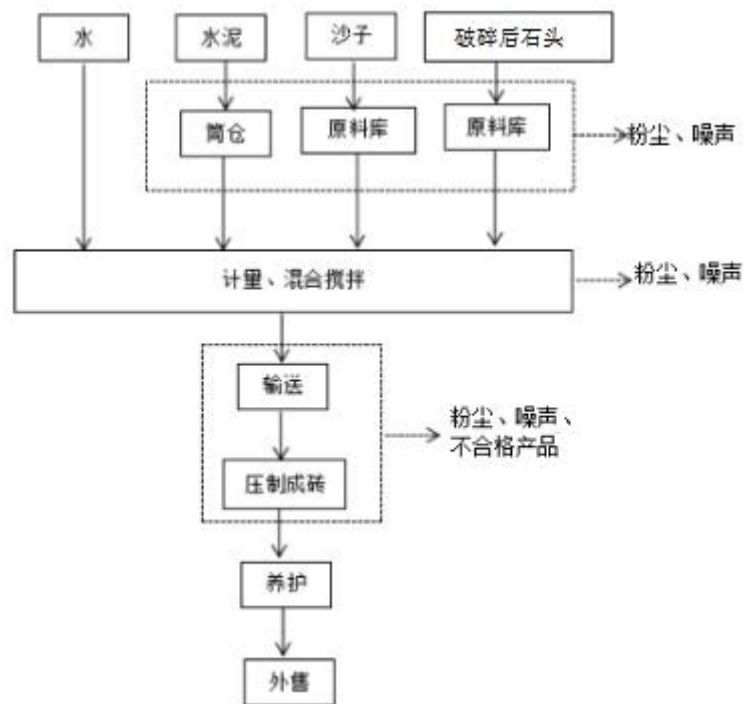 水
水泥
沙子
破碎后石头
筒仓
原料库
原料库
粉尘、噪声
计量、混合搅拌
粉尘、噪声
输送
粉尘、噪声、
不合格产品
压制成砖
养护
外售